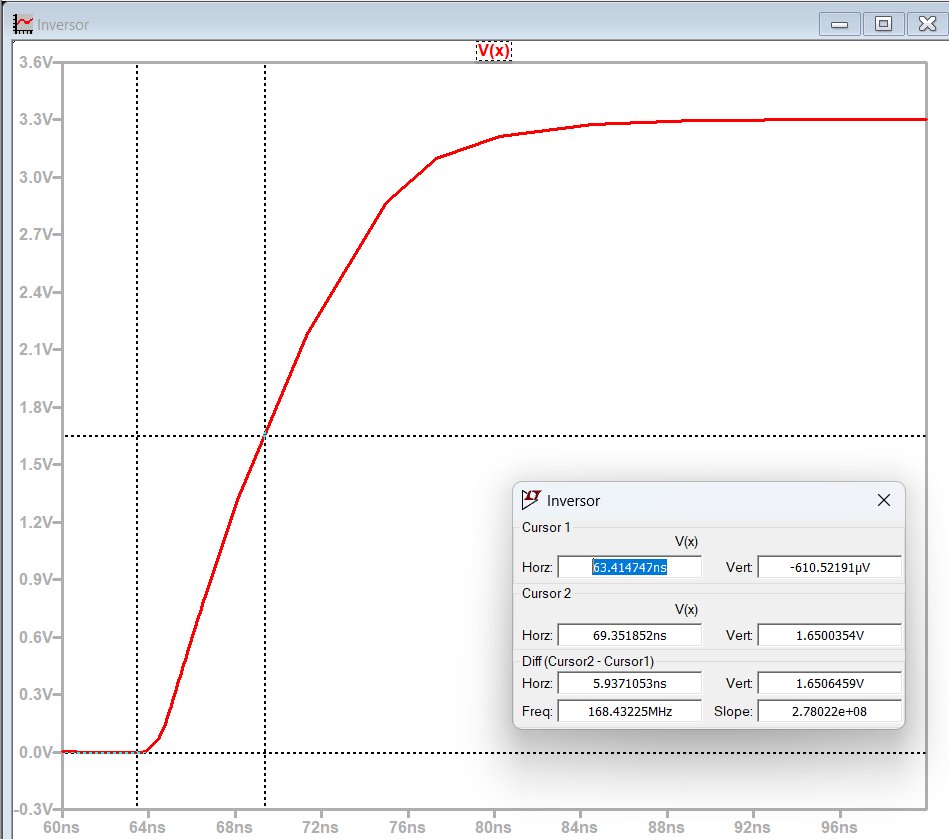 Inversor
V(x)
3.6V
3.3V
3.0V
2.7V
2.4V
2.1V
1.8V
1.5V
1.2V
0.9V
0.6V
0.3V
0.0V
-0.3V
60ns 64ns 68ns 72ns 76ns 80ns 84ns 88ns 92ns 96ns
Inversor
Cursor 1
V(x)
Horz: 63.414747ns Vert: -610.52191µV
Cursor 2
V(x)
Horz: 69.351852ns Vert: 1.6500354V
Diff (Cursor2 - Cursor1)
Horz: 5.9371053ns Vert: 1.6506459V
Freq: 168.43225MHz Slope: 2.78022e+08